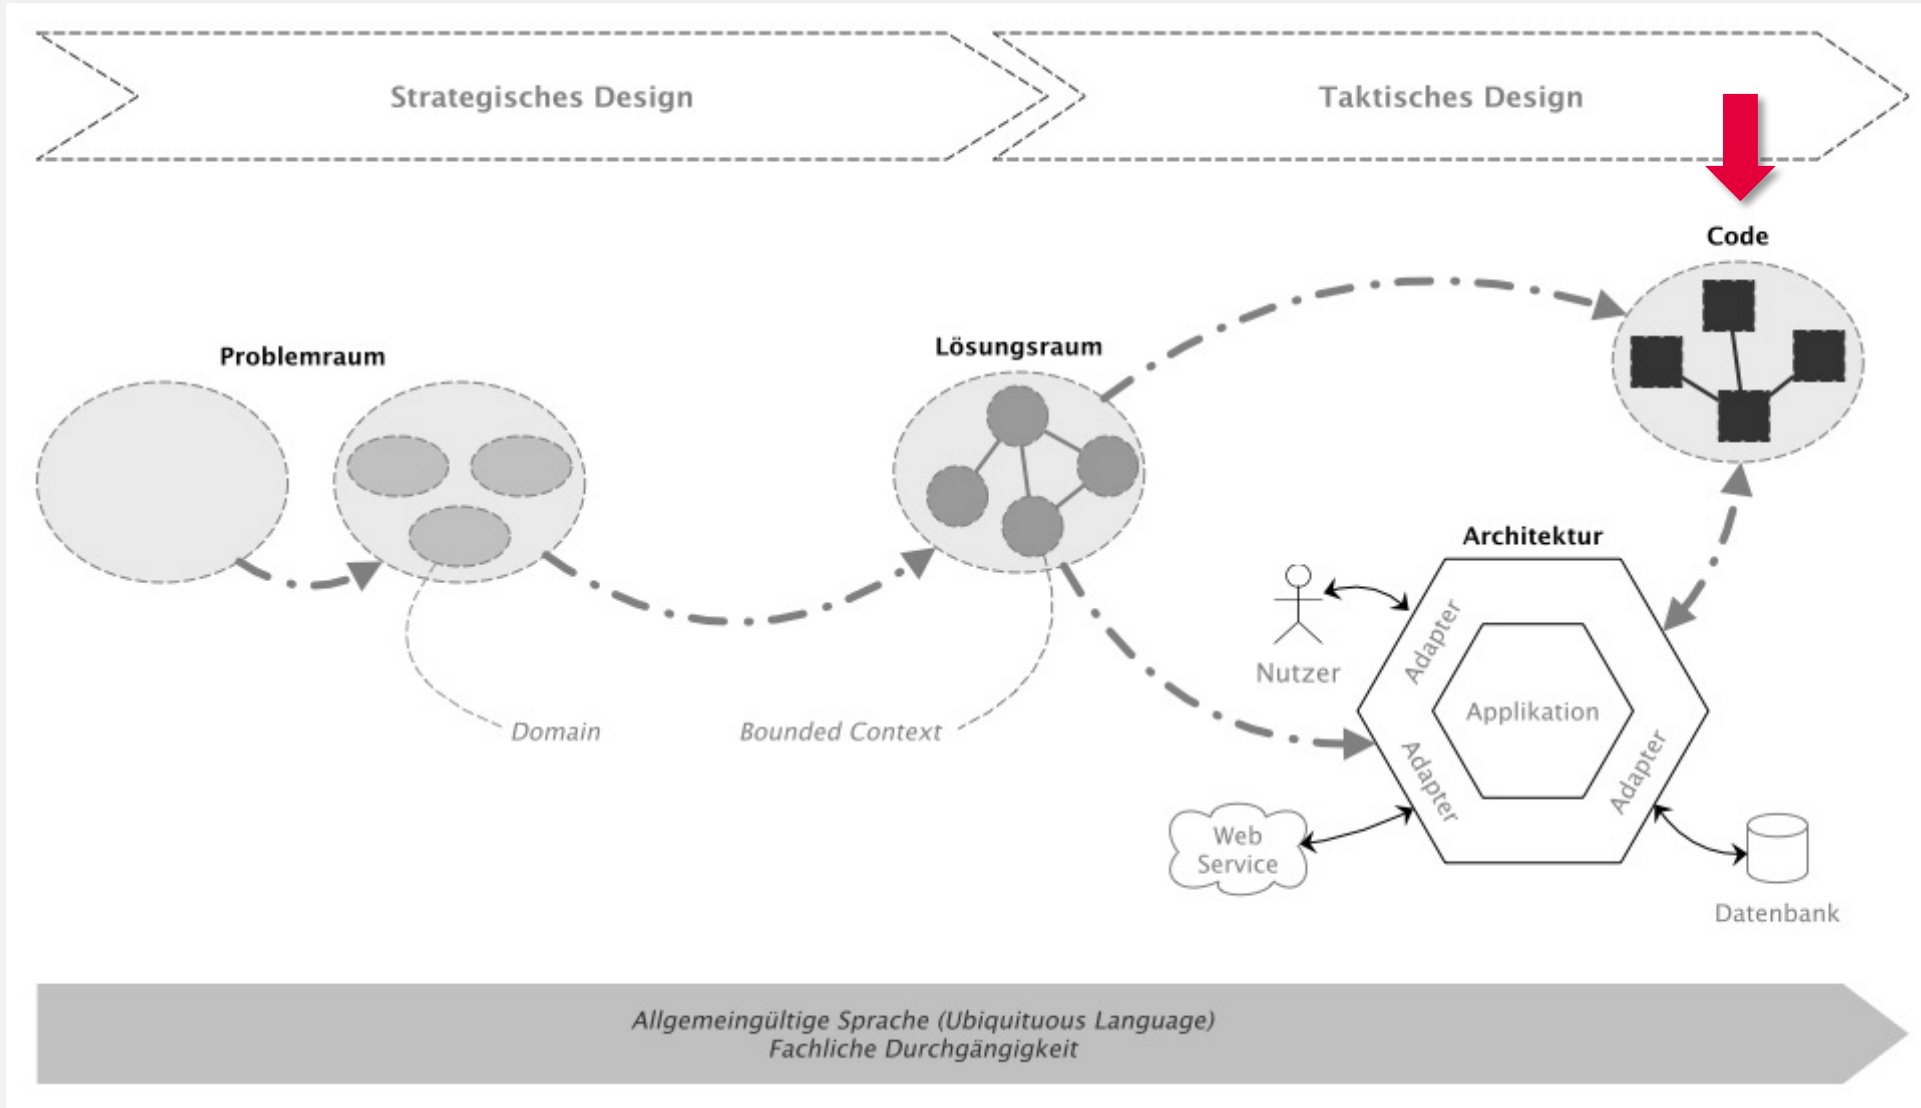 Strategisches Design
Taktisches Design
Code
Problemraum
Lösungsraum
Architektur
Nutzer
Adapter
Applikation
Adapter
Adapter
Domain
Bounded Context
Web
Service
Datenbank
Allgemeingültige Sprache (Ubiquituous Language)
Fachliche Durchgängigkeit